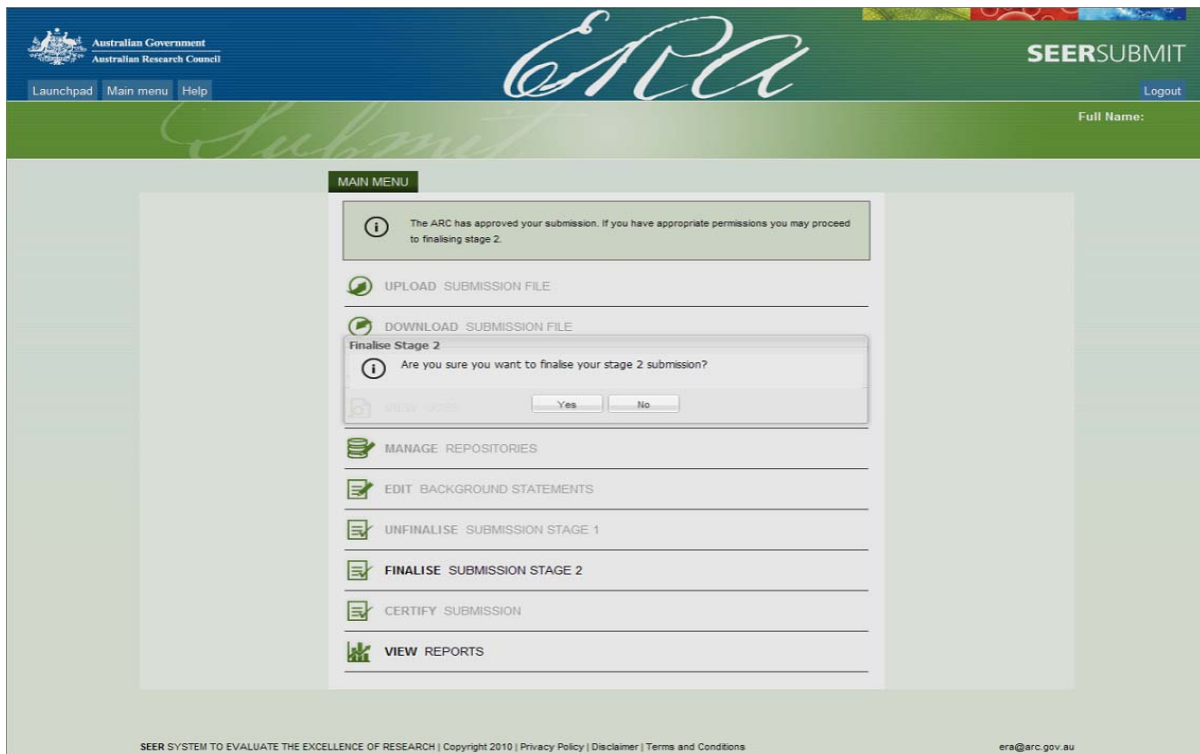 Australian Government
Australian Research Council
ERA
SEERSUBMIT
Launchpad Main menu Help
Logout
Submit
Full Name:
MAIN MENU
The ARC has approved your submission. If you have appropriate permissions you may proceed
to finalising stage 2.
UPLOAD SUBMISSION FILE
DOWNLOAD SUBMISSION FILE
Finalise Stage 2
Are you sure you want to finalise your stage 2 submission?
VIEW JOBS
Yes No
MANAGE REPOSITORIES
EDIT BACKGROUND STATEMENTS
UNFINALISE SUBMISSION STAGE 1
FINALISE SUBMISSION STAGE 2
CERTIFY SUBMISSION
VIEW REPORTS
SEER SYSTEM TO EVALUATE THE EXCELLENCE OF RESEARCH | Copyright 2010 | Privacy Policy | Disclaimer | Terms and Conditions
era@arc.gov.au